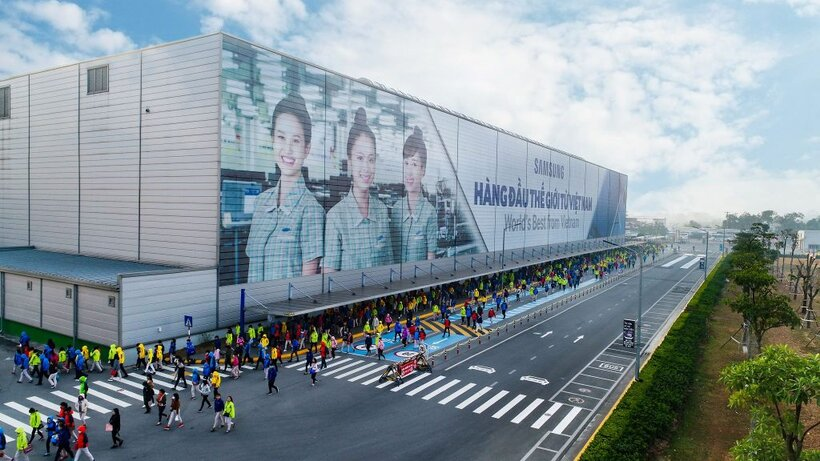 SAMSUNG
HÀNG ĐẦU THẾ GIỚI TỪ VIỆT NAM
World's Best from Vietnam